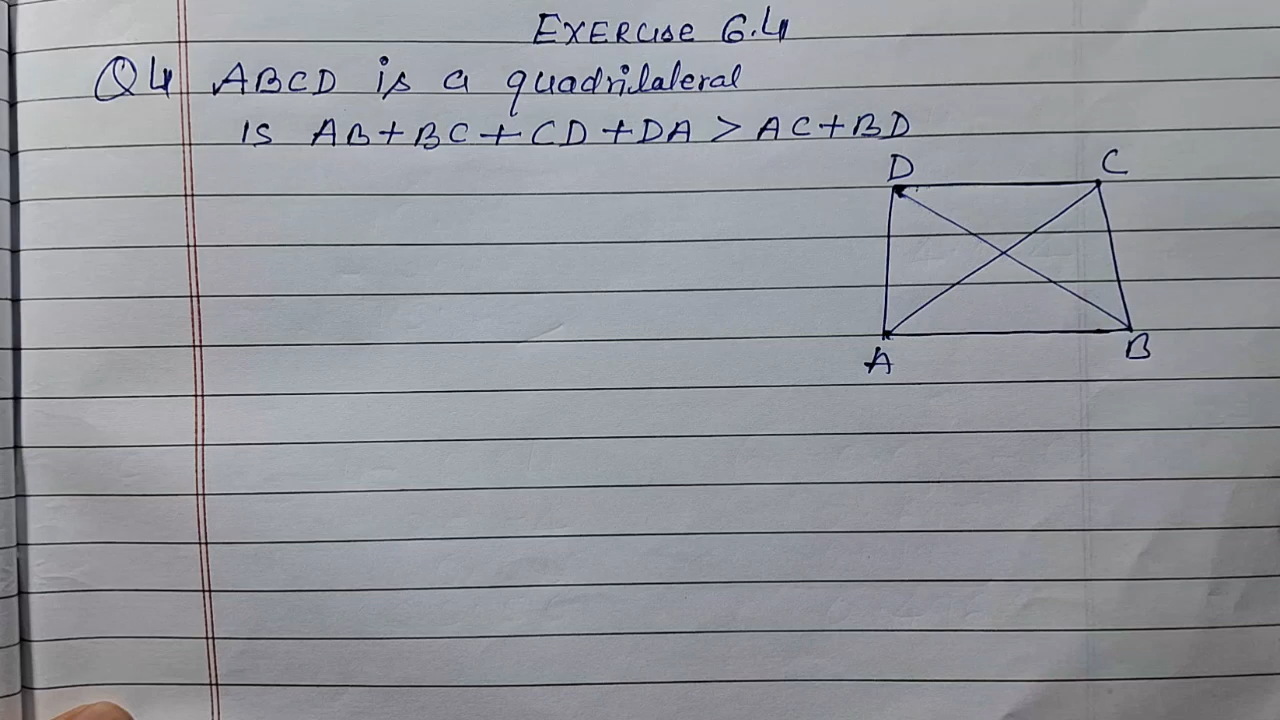 EXERCISE 6.4
Q4 ABCD is a quadrilateral
IS AB+BC+CD+DA > AC+BD
D C
A B